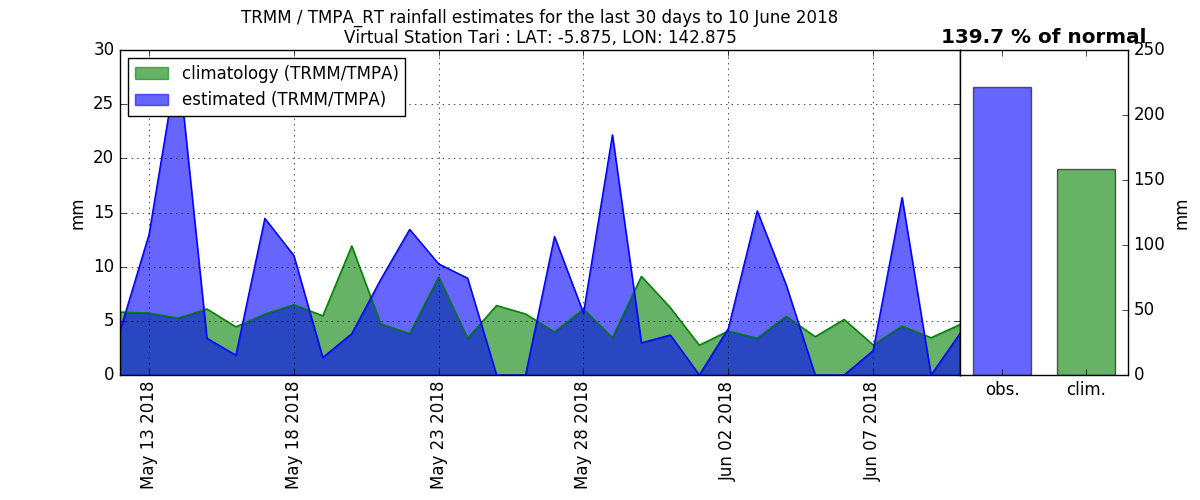 TRMM / TMPA_RT rainfall estimates for the last 30 days to 10 June 2018
Virtual Station Tari : LAT: -5.875, LON: 142.875
139.7 % of normal
climatology (TRMM/TMPA)
estimated (TRMM/TMPA)
30
25
20
15
10
5
0
mm
May 13 2018
May 18 2018
May 23 2018
May 28 2018
Jun 02 2018
Jun 07 2018
obs.
clim.
250
200
150
100
50
0
mm